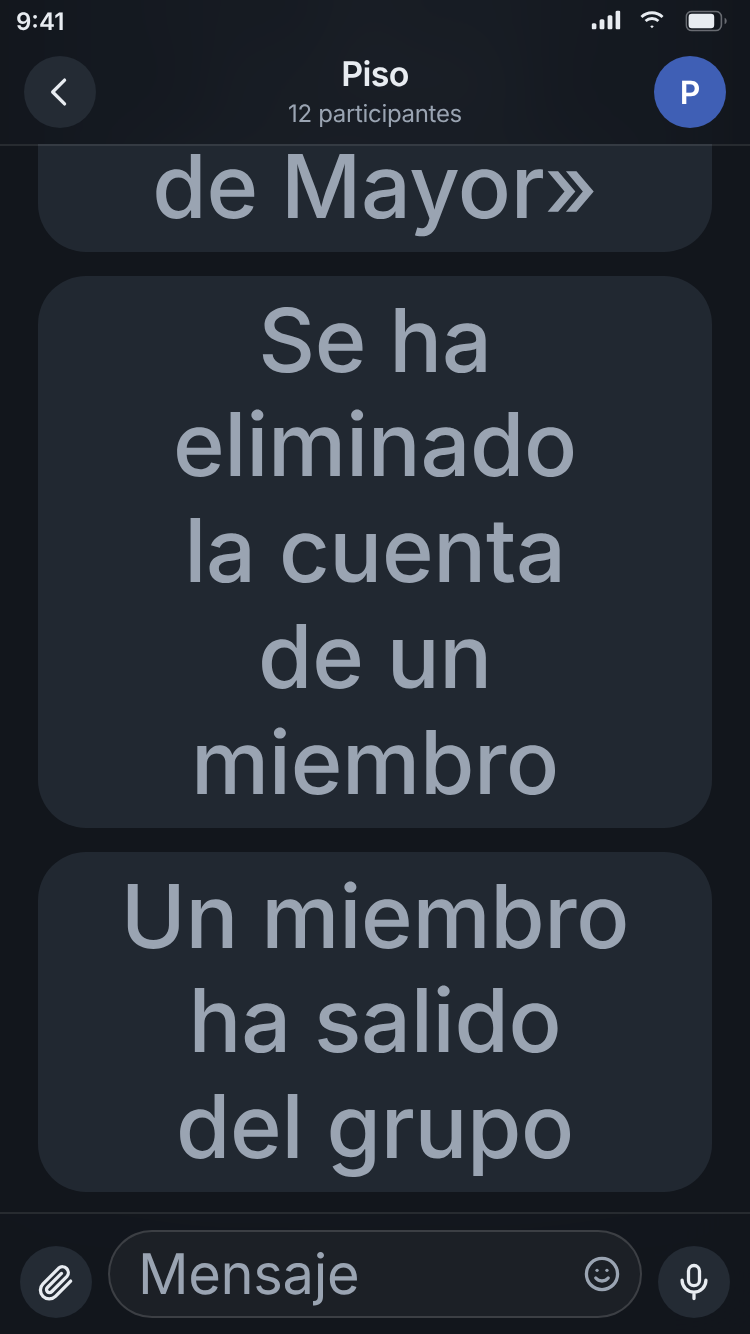 9:41
Piso
12 participantes
P
de Mayor»
Se ha
eliminado
la cuenta
de un
miembro
Un miembro
ha salido
del grupo
Mensaje